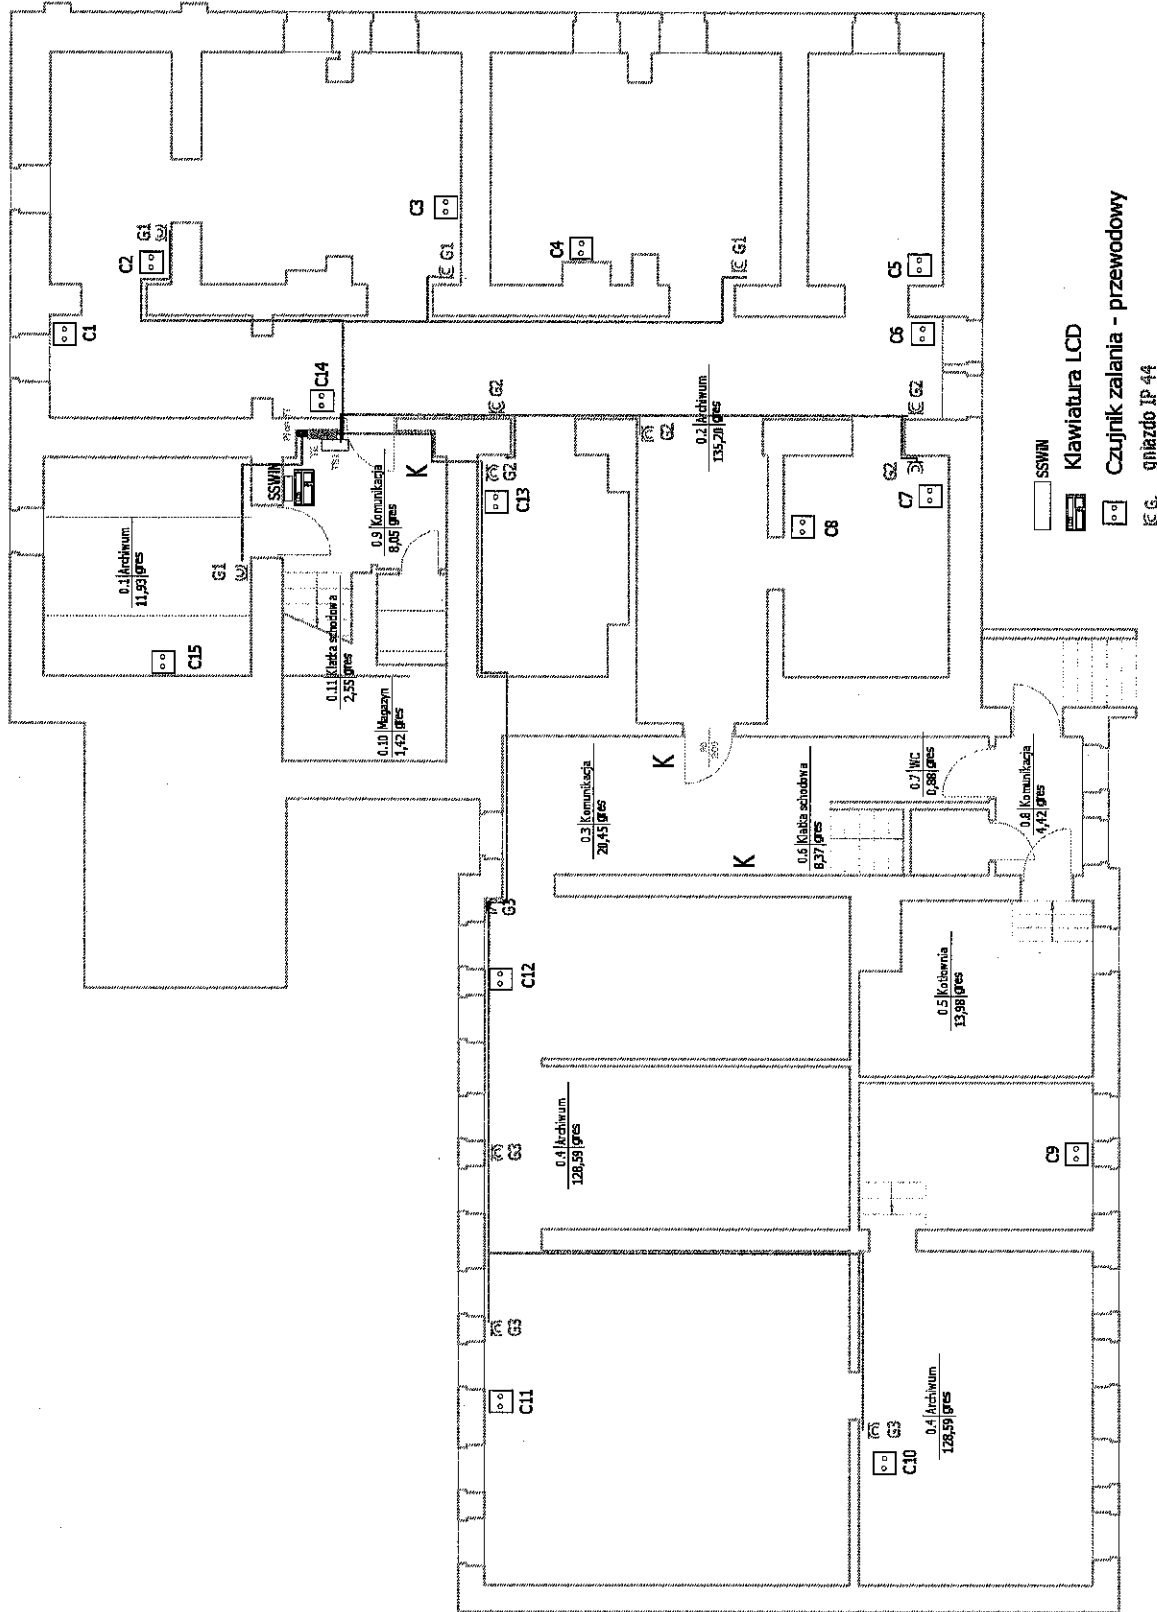 C1
C2
G1
C3
G1
C4
G1
C5
C6
C14
G2
G2
0.2 Archiwum
135,20 gres
G2
G2
C7
C8
C13
G2
SSWIN
0.9 Komunikacja
8,05 gres
K
0.1 Archiwum
11,93 gres
G1
C15
0.11 Klatka schodowa
2,55 gres
0.10 Magazyn
1,42 gres
0.3 Komunikacja
20,45 gres
K
K
0.6 Klatka schodowa
8,37 gres
0.7 WC
0,88 gres
0.8 Komunikacja
4,42 gres
G3
C12
0.5 Kotłownia
13,98 gres
0.4 Archiwum
128,59 gres
G3
C9
G3
C11
G3
C10
0.4 Archiwum
128,59 gres
SSWIN
Klawiatura LCD
Czujnik zalania - przewodowy
G. gniazdo IP 44